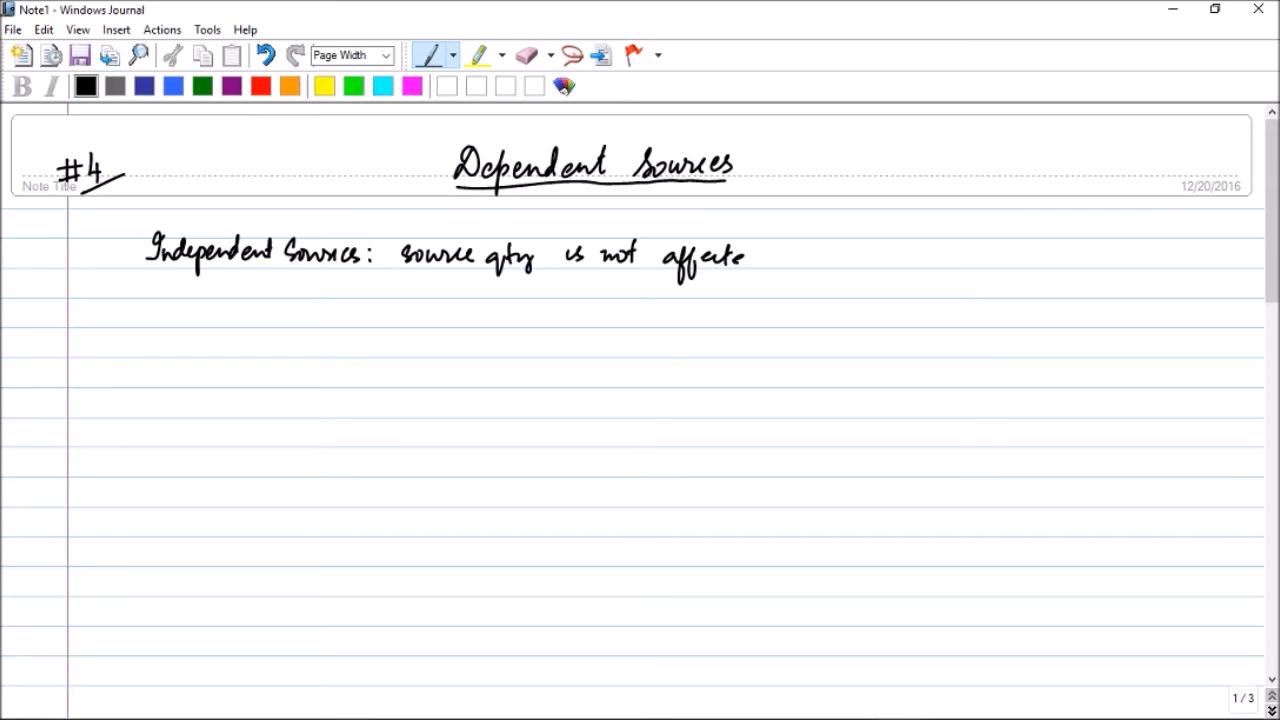 Note1 - Windows Journal
File Edit View Insert Actions Tools Help
Page Width
B I
#4 Dependent Sources
Note Title 12/20/2016
Independent Sources: source qty is not affecte
1 / 3